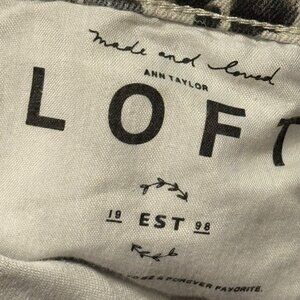 made and loved
ANN TAYLOR
LOFT
19 EST 98
A FOREVER FAVORITE.